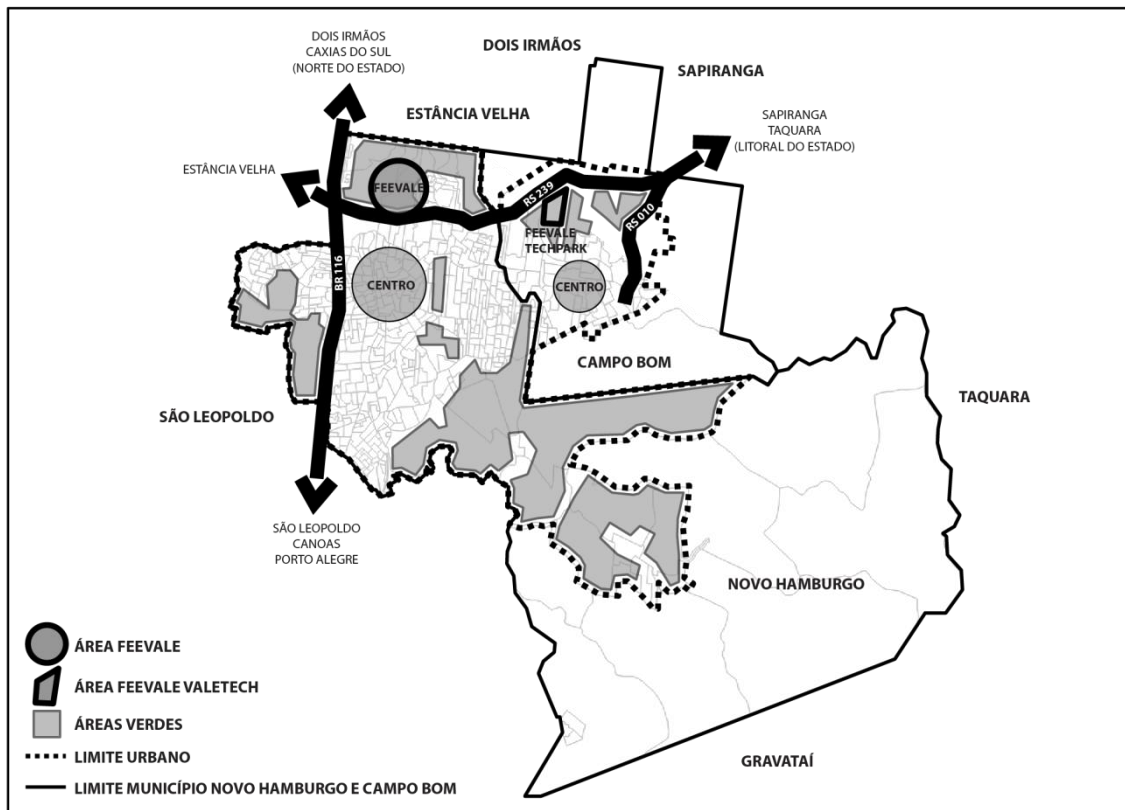 DOIS IRMÃOS
CAXIAS DO SUL
(NORTE DO ESTADO)
DOIS IRMÃOS
SAPIRANGA
ESTÂNCIA VELHA
SAPIRANGA
TAQUARA
(LITORAL DO ESTADO)
ESTÂNCIA VELHA
FEEVALE
RS 239
RS 010
FEEVALE
TECHPARK
BR 116
CENTRO
CENTRO
CAMPO BOM
SÃO LEOPOLDO
TAQUARA
SÃO LEOPOLDO
CANOAS
PORTO ALEGRE
NOVO HAMBURGO
ÁREA FEEVALE
ÁREA FEEVALE VALETECH
ÁREAS VERDES
LIMITE URBANO
LIMITE MUNICÍPIO NOVO HAMBURGO E CAMPO BOM
GRAVATAÍ